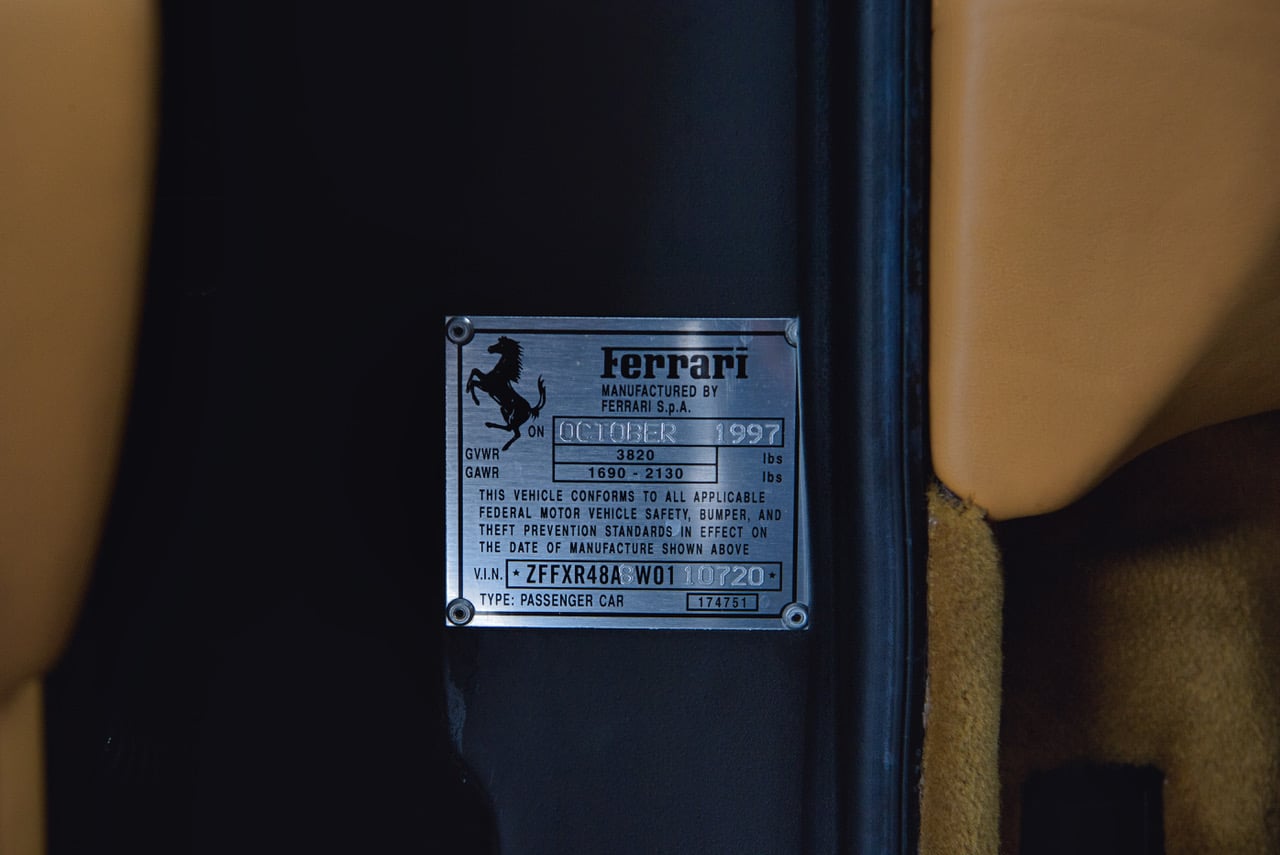 Ferrari
MANUFACTURED BY
FERRARI S.p.A.
ON OCTOBER 1997
GVWR 3820 lbs
GAWR 1690 - 2130 lbs
THIS VEHICLE CONFORMS TO ALL APPLICABLE
FEDERAL MOTOR VEHICLE SAFETY, BUMPER, AND
THEFT PREVENTION STANDARDS IN EFFECT ON
THE DATE OF MANUFACTURE SHOWN ABOVE
V.I.N. * ZFFXR48A8W0110720 *
TYPE: PASSENGER CAR 174751